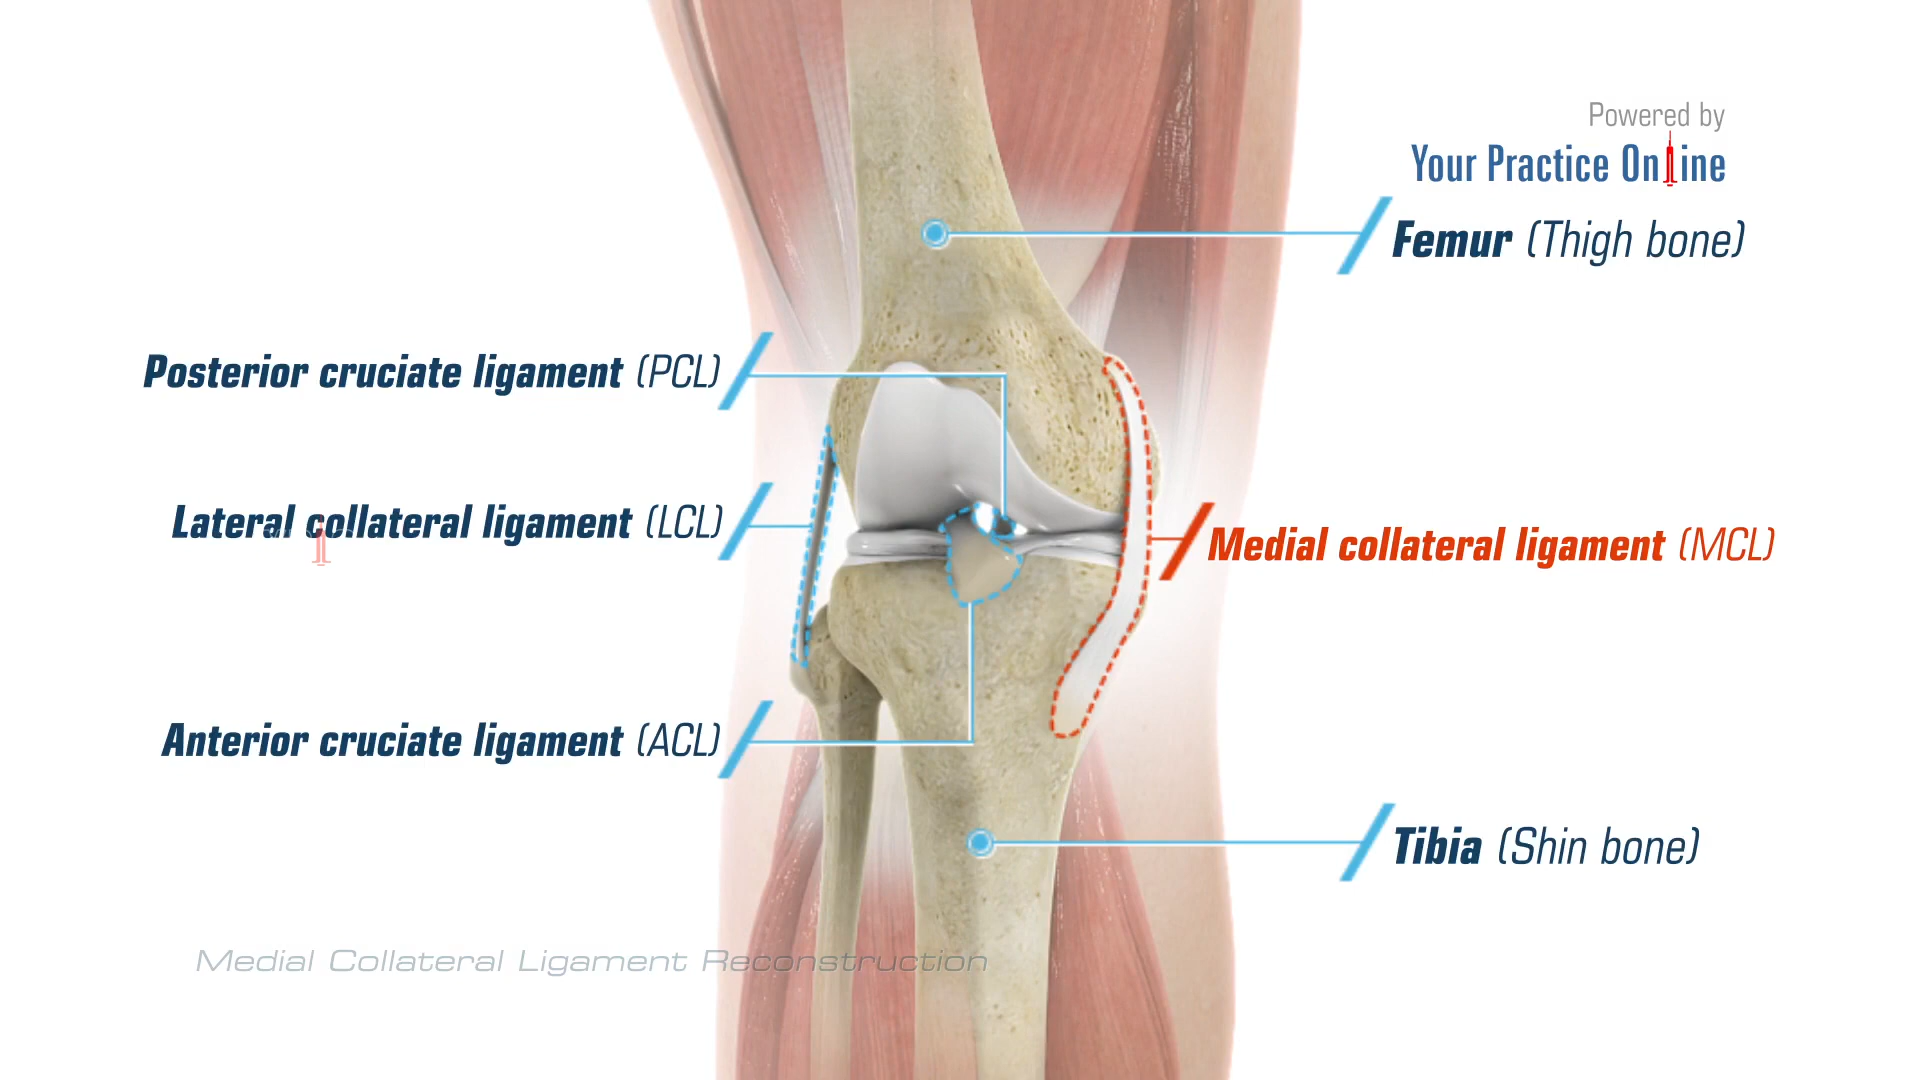 Powered by
Your Practice Online
Femur (Thigh bone)
Posterior cruciate ligament (PCL)
Lateral collateral ligament (LCL)
Medial collateral ligament (MCL)
Anterior cruciate ligament (ACL)
Tibia (Shin bone)
Medial Collateral Ligament Reconstruction